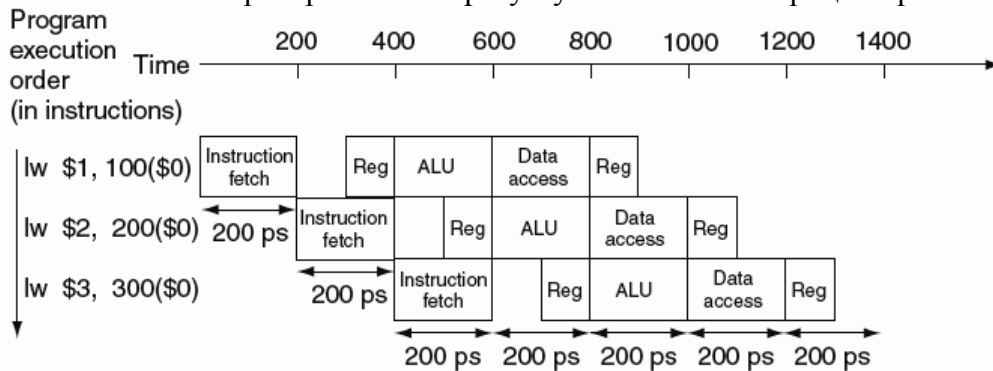 Program
execution
order
(in instructions)
Time
200 400 600 800 1000 1200 1400
lw $1, 100($0) Instruction fetch Reg ALU Data access Reg
200 ps
lw $2, 200($0) Instruction fetch Reg ALU Data access Reg
200 ps
lw $3, 300($0) Instruction fetch Reg ALU Data access Reg
200 ps 200 ps 200 ps 200 ps 200 ps